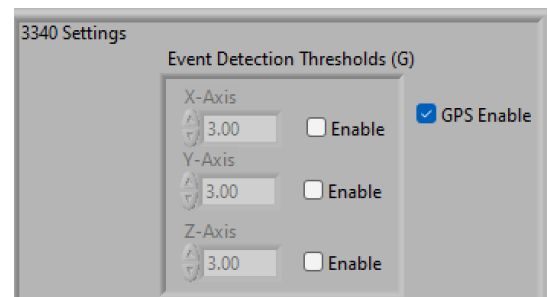 3340 Settings
Event Detection Thresholds (G)
X-Axis
3.00 Enable
GPS Enable
Y-Axis
3.00 Enable
Z-Axis
3.00 Enable